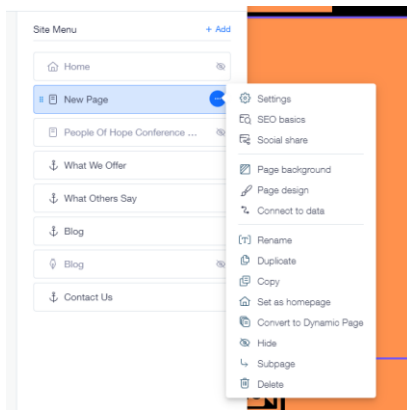 Site Menu
+ Add
Home
New Page
People Of Hope Conference ...
What We Offer
What Others Say
Blog
Blog
Contact Us
Settings
SEO basics
Social share
Page background
Page design
Connect to data
[T] Rename
Duplicate
Copy
Set as homepage
Convert to Dynamic Page
Hide
Subpage
Delete